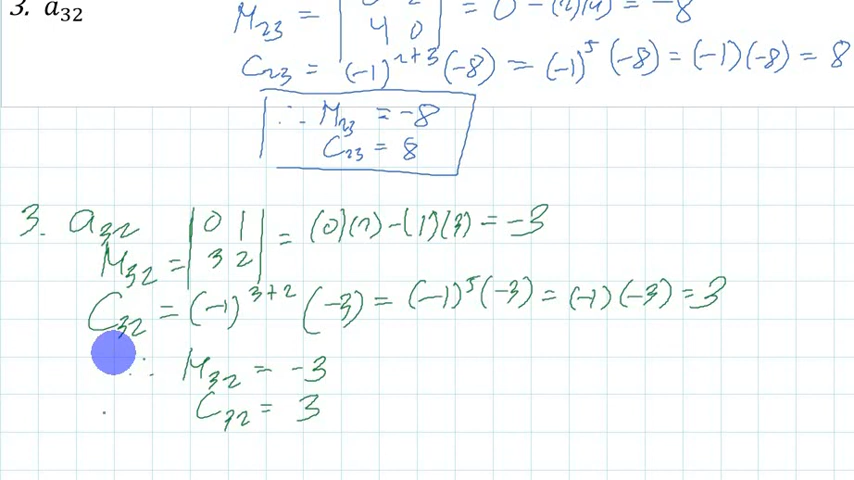 3. a₃₂
M₂₃ = | 4 0 | = 0 - (2)(4) = -8
C₂₃ = (-1)²⁺³ (-8) = (-1)⁵ (-8) = (-1)(-8) = 8
∴ M₂₃ = -8
C₂₃ = 8
3. a₃₂
M₃₂ = | 0 1 | = (0)(2) - (1)(3) = -3
| 3 2 |
C₃₂ = (-1)³⁺² (-3) = (-1)⁵(-3) = (-1)(-3) = 3
∴ M₃₂ = -3
C₃₂ = 3